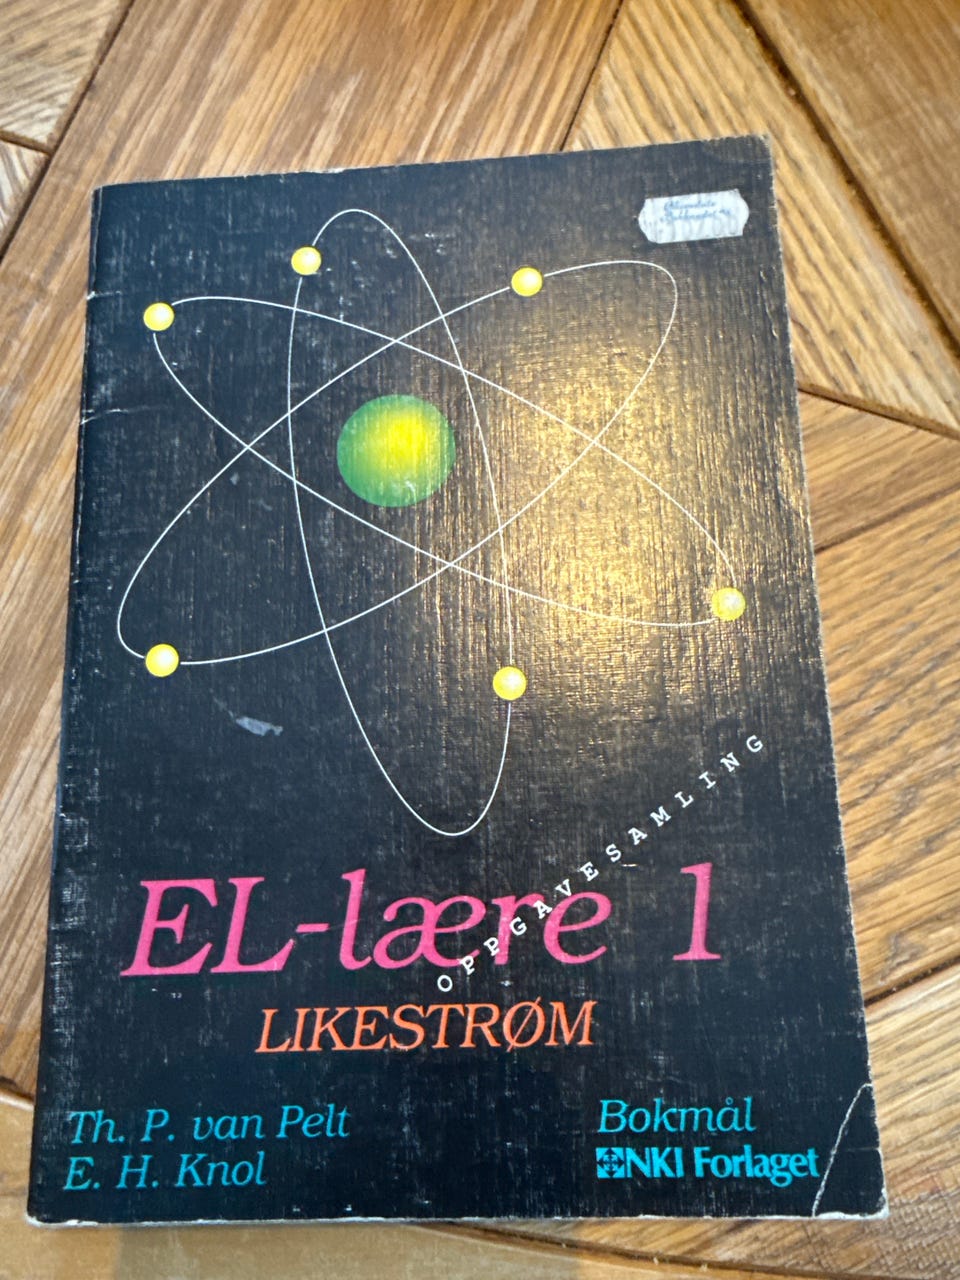 OPPGAVESAMLING
EL-lære 1
LIKESTRØM
Th. P. van Pelt
E. H. Knol
Bokmål
NKI Forlaget